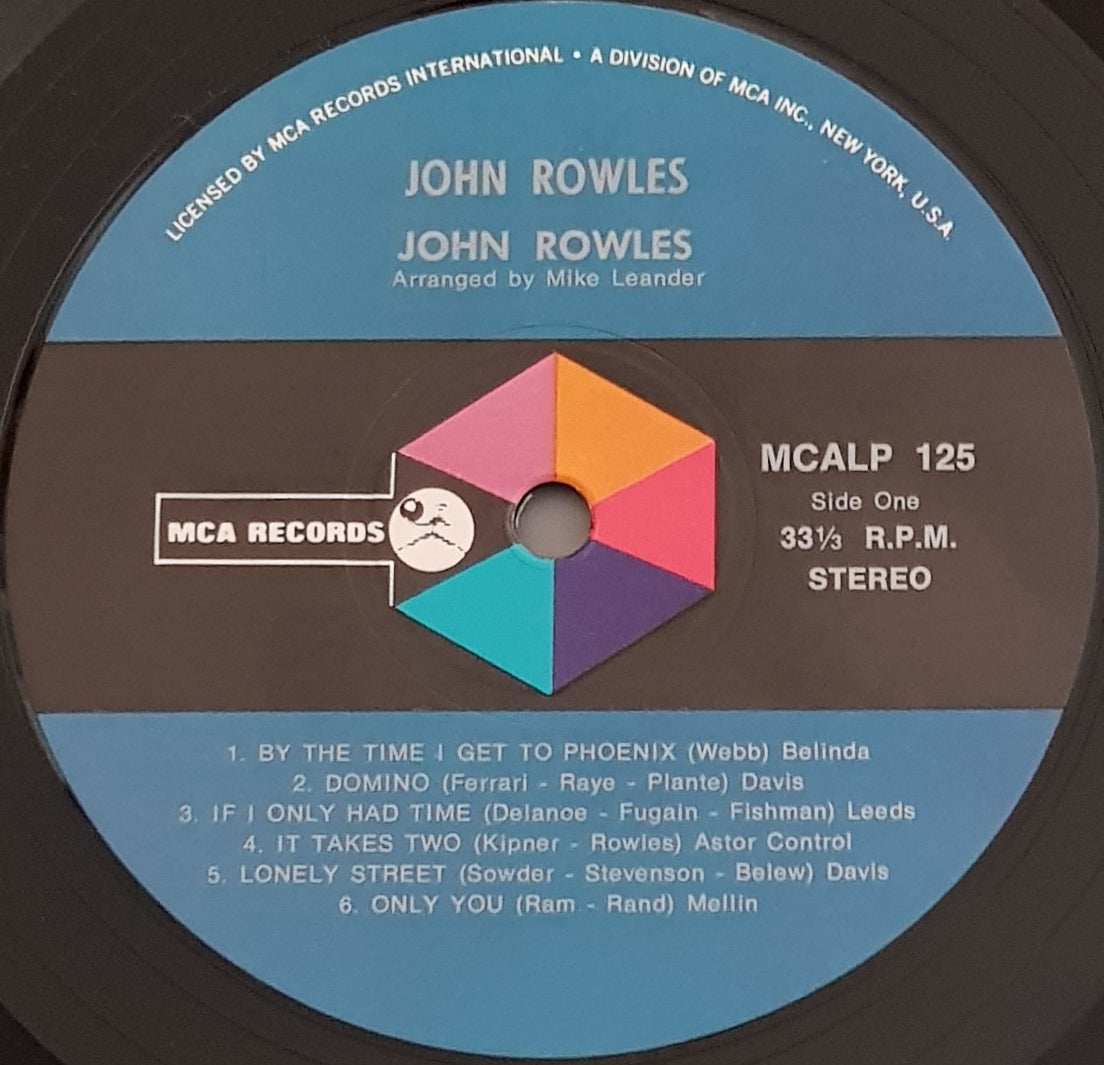 LICENSED BY MCA RECORDS INTERNATIONAL • A DIVISION OF MCA INC., NEW YORK, U.S.A.
JOHN ROWLES
JOHN ROWLES
Arranged by Mike Leander
MCA RECORDS
MCALP 125
Side One
33⅓ R.P.M.
STEREO
1. BY THE TIME I GET TO PHOENIX (Webb) Belinda
2. DOMINO (Ferrari - Raye - Plante) Davis
3. IF I ONLY HAD TIME (Delanoe - Fugain - Fishman) Leeds
4. IT TAKES TWO (Kipner - Rowles) Astor Control
5. LONELY STREET (Sowder - Stevenson - Belew) Davis
6. ONLY YOU (Ram - Rand) Mellin